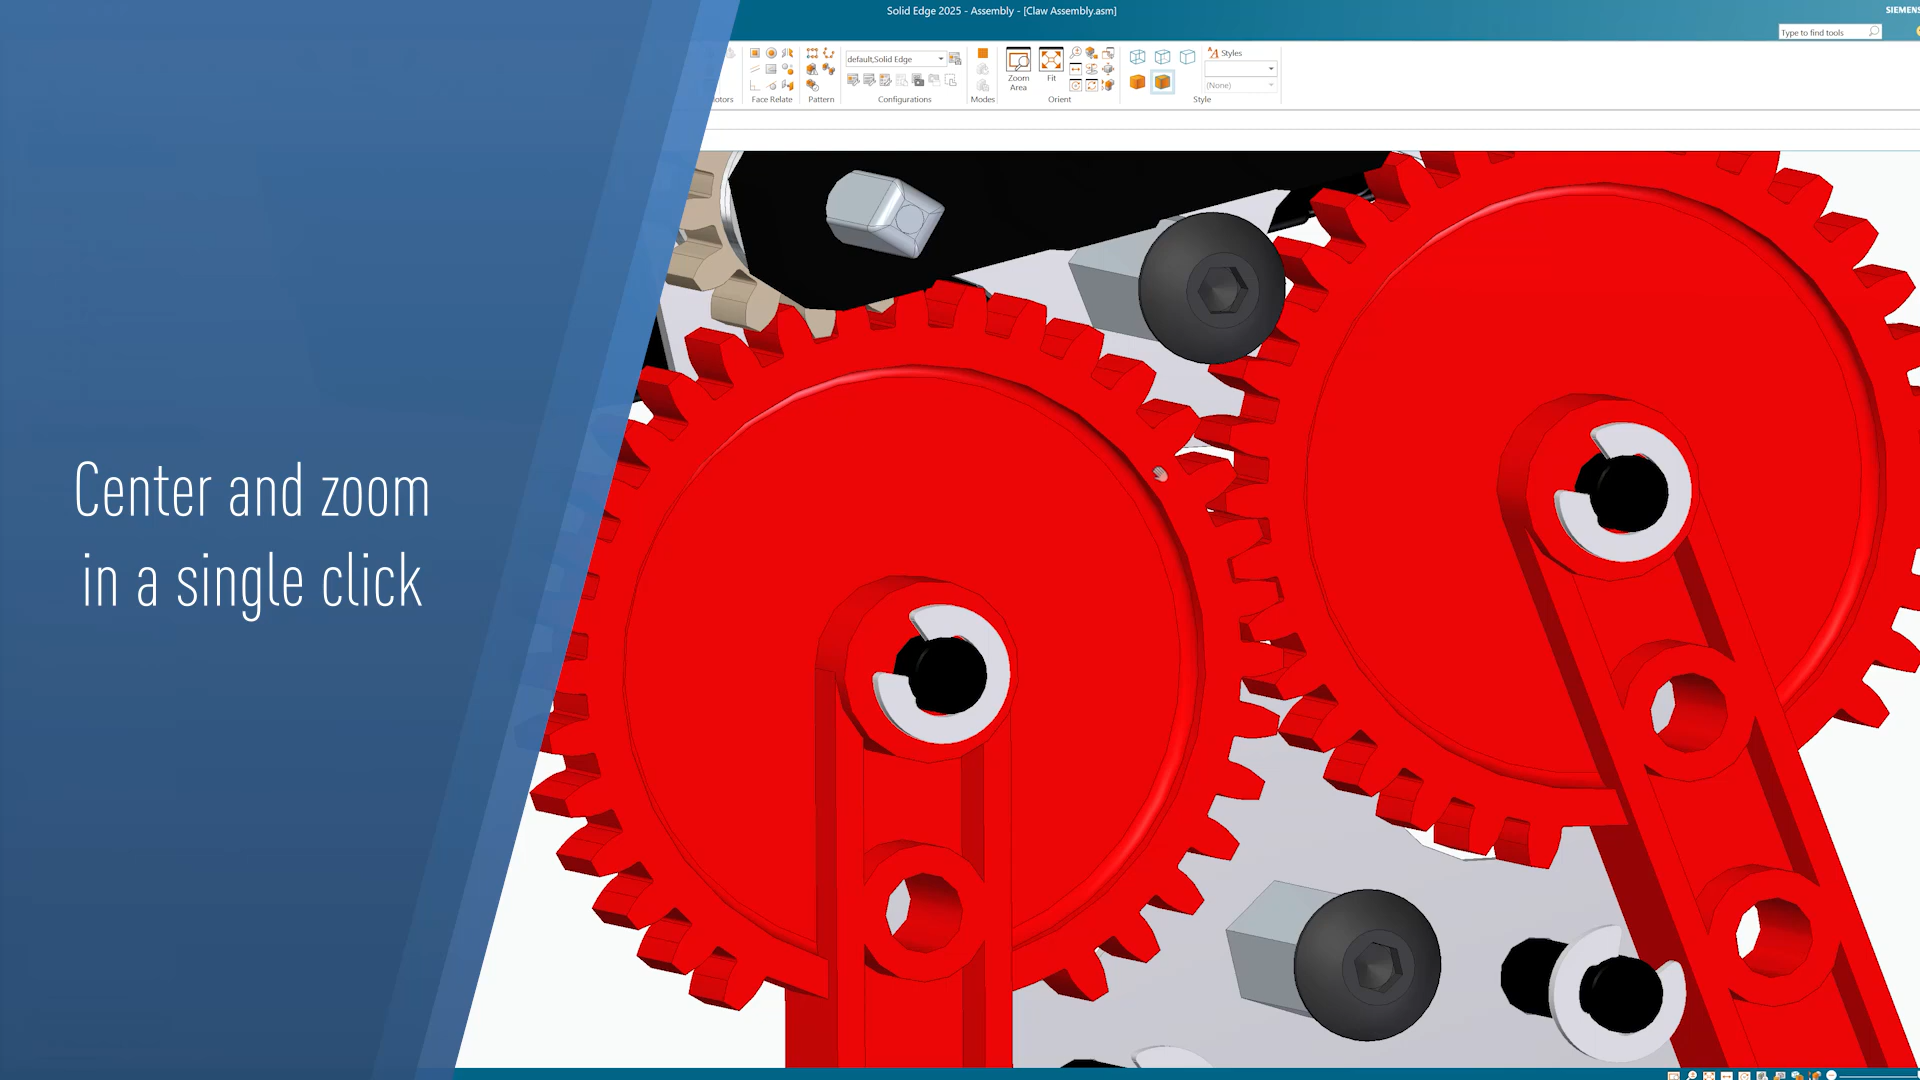 Solid Edge 2025 - Assembly - [Claw Assembly.asm]
SIEMENS
Type to find tools
default,Solid Edge
Zoom
Area
Fit
Styles
(None)
Face Relate
Pattern
Configurations
Modes
Orient
Style
Center and zoom
in a single click